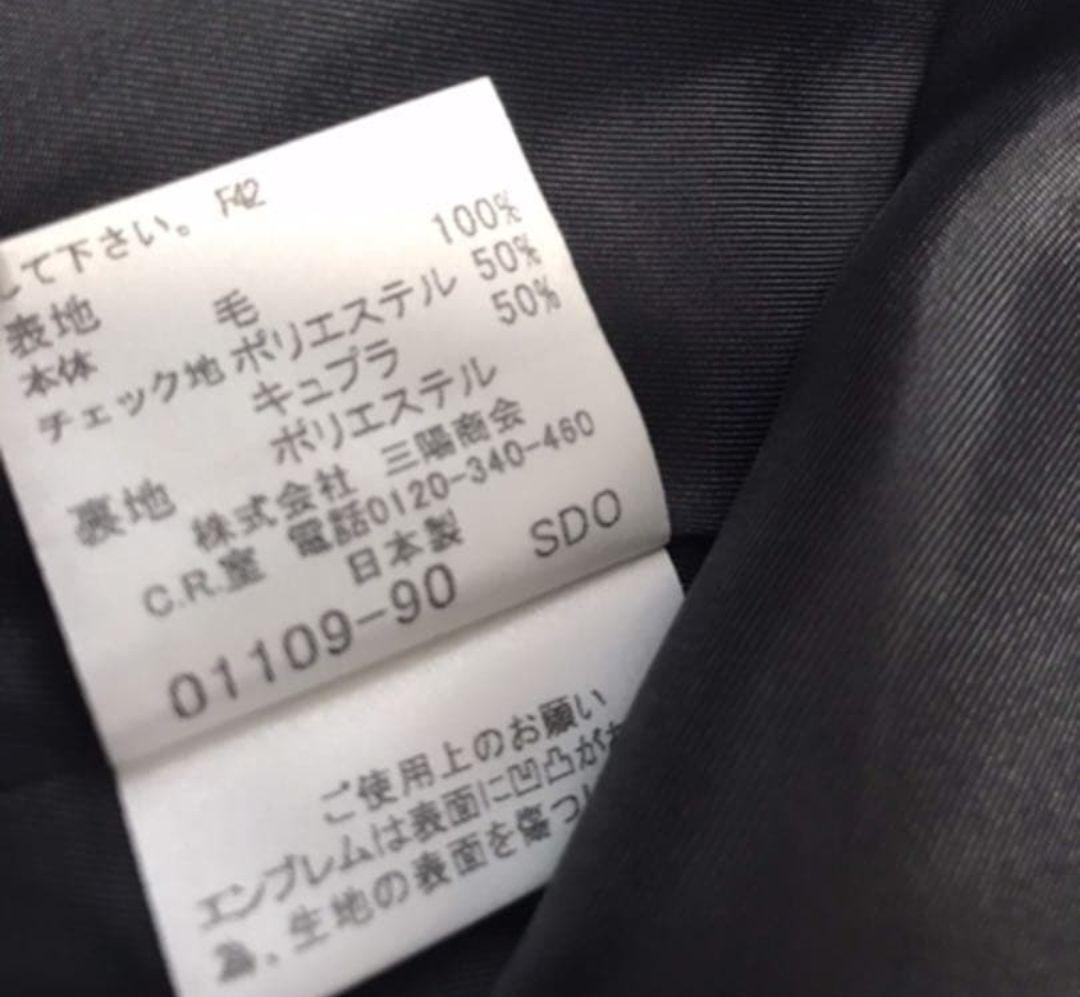 して下さい。 F42
表地
本体 毛 100%
チェック地 ポリエステル 50%
キュプラ 50%
裏地 ポリエステル
株式会社 三陽商会
C.R.室 電話0120-340-460
日本製
01109-90 SDO
ご使用上のお願い
エンブレムは表面に凹凸が
為、生地の表面を傷つ